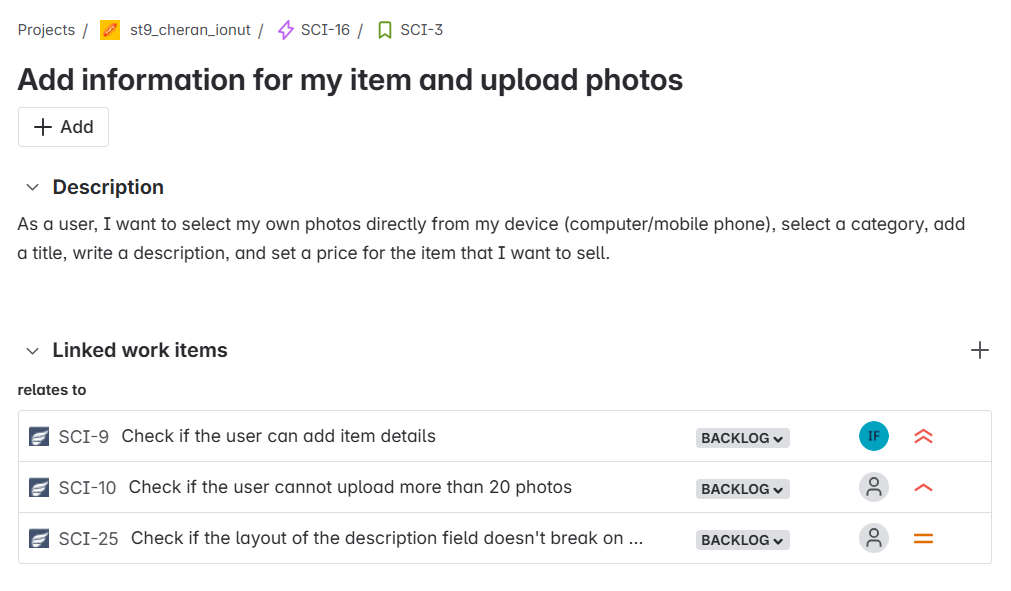 Projects / st9_cheran_ionut / SCI-16 / SCI-3
Add information for my item and upload photos
Add
Description
As a user, I want to select my own photos directly from my device (computer/mobile phone), select a category, add
a title, write a description, and set a price for the item that I want to sell.
Linked work items
relates to
SCI-9 Check if the user can add item details BACKLOG IF
SCI-10 Check if the user cannot upload more than 20 photos BACKLOG
SCI-25 Check if the layout of the description field doesn't break on ... BACKLOG